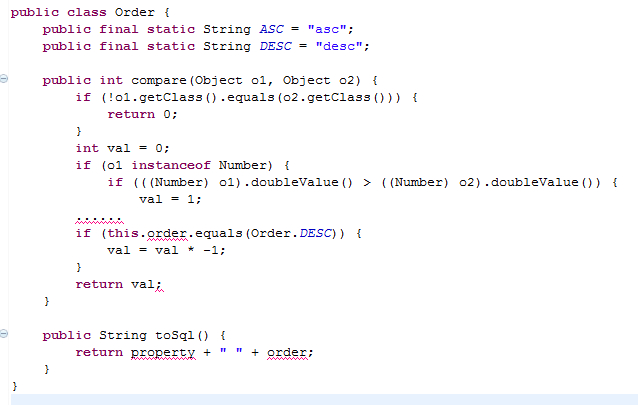 public class Order {
    public final static String ASC = "asc";
    public final static String DESC = "desc";

    public int compare(Object o1, Object o2) {
        if (!o1.getClass().equals(o2.getClass())) {
            return 0;
        }
        int val = 0;
        if (o1 instanceof Number) {
            if (((Number) o1).doubleValue() > ((Number) o2).doubleValue()) {
                val = 1;
        ......
        if (this.order.equals(Order.DESC)) {
            val = val * -1;
        }
        return val;
    }

    public String toSql() {
        return property + " " + order;
    }
}